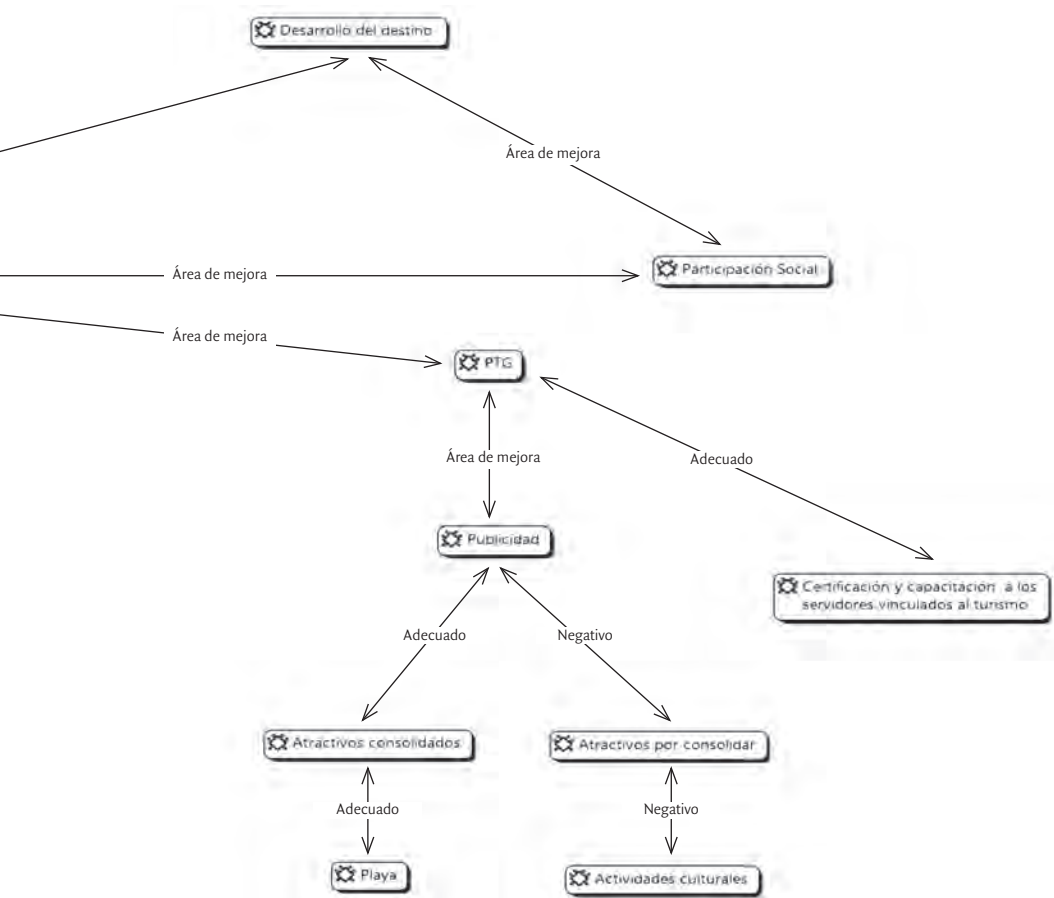 Desarrollo del destino
Área de mejora
Participación Social
Área de mejora
Área de mejora
PTG
Área de mejora
Adecuado
Publicidad
Certificación y capacitación a los
servidores vinculados al turismo
Adecuado
Negativo
Atractivos consolidados
Atractivos por consolidar
Adecuado
Negativo
Playa
Actividades culturales